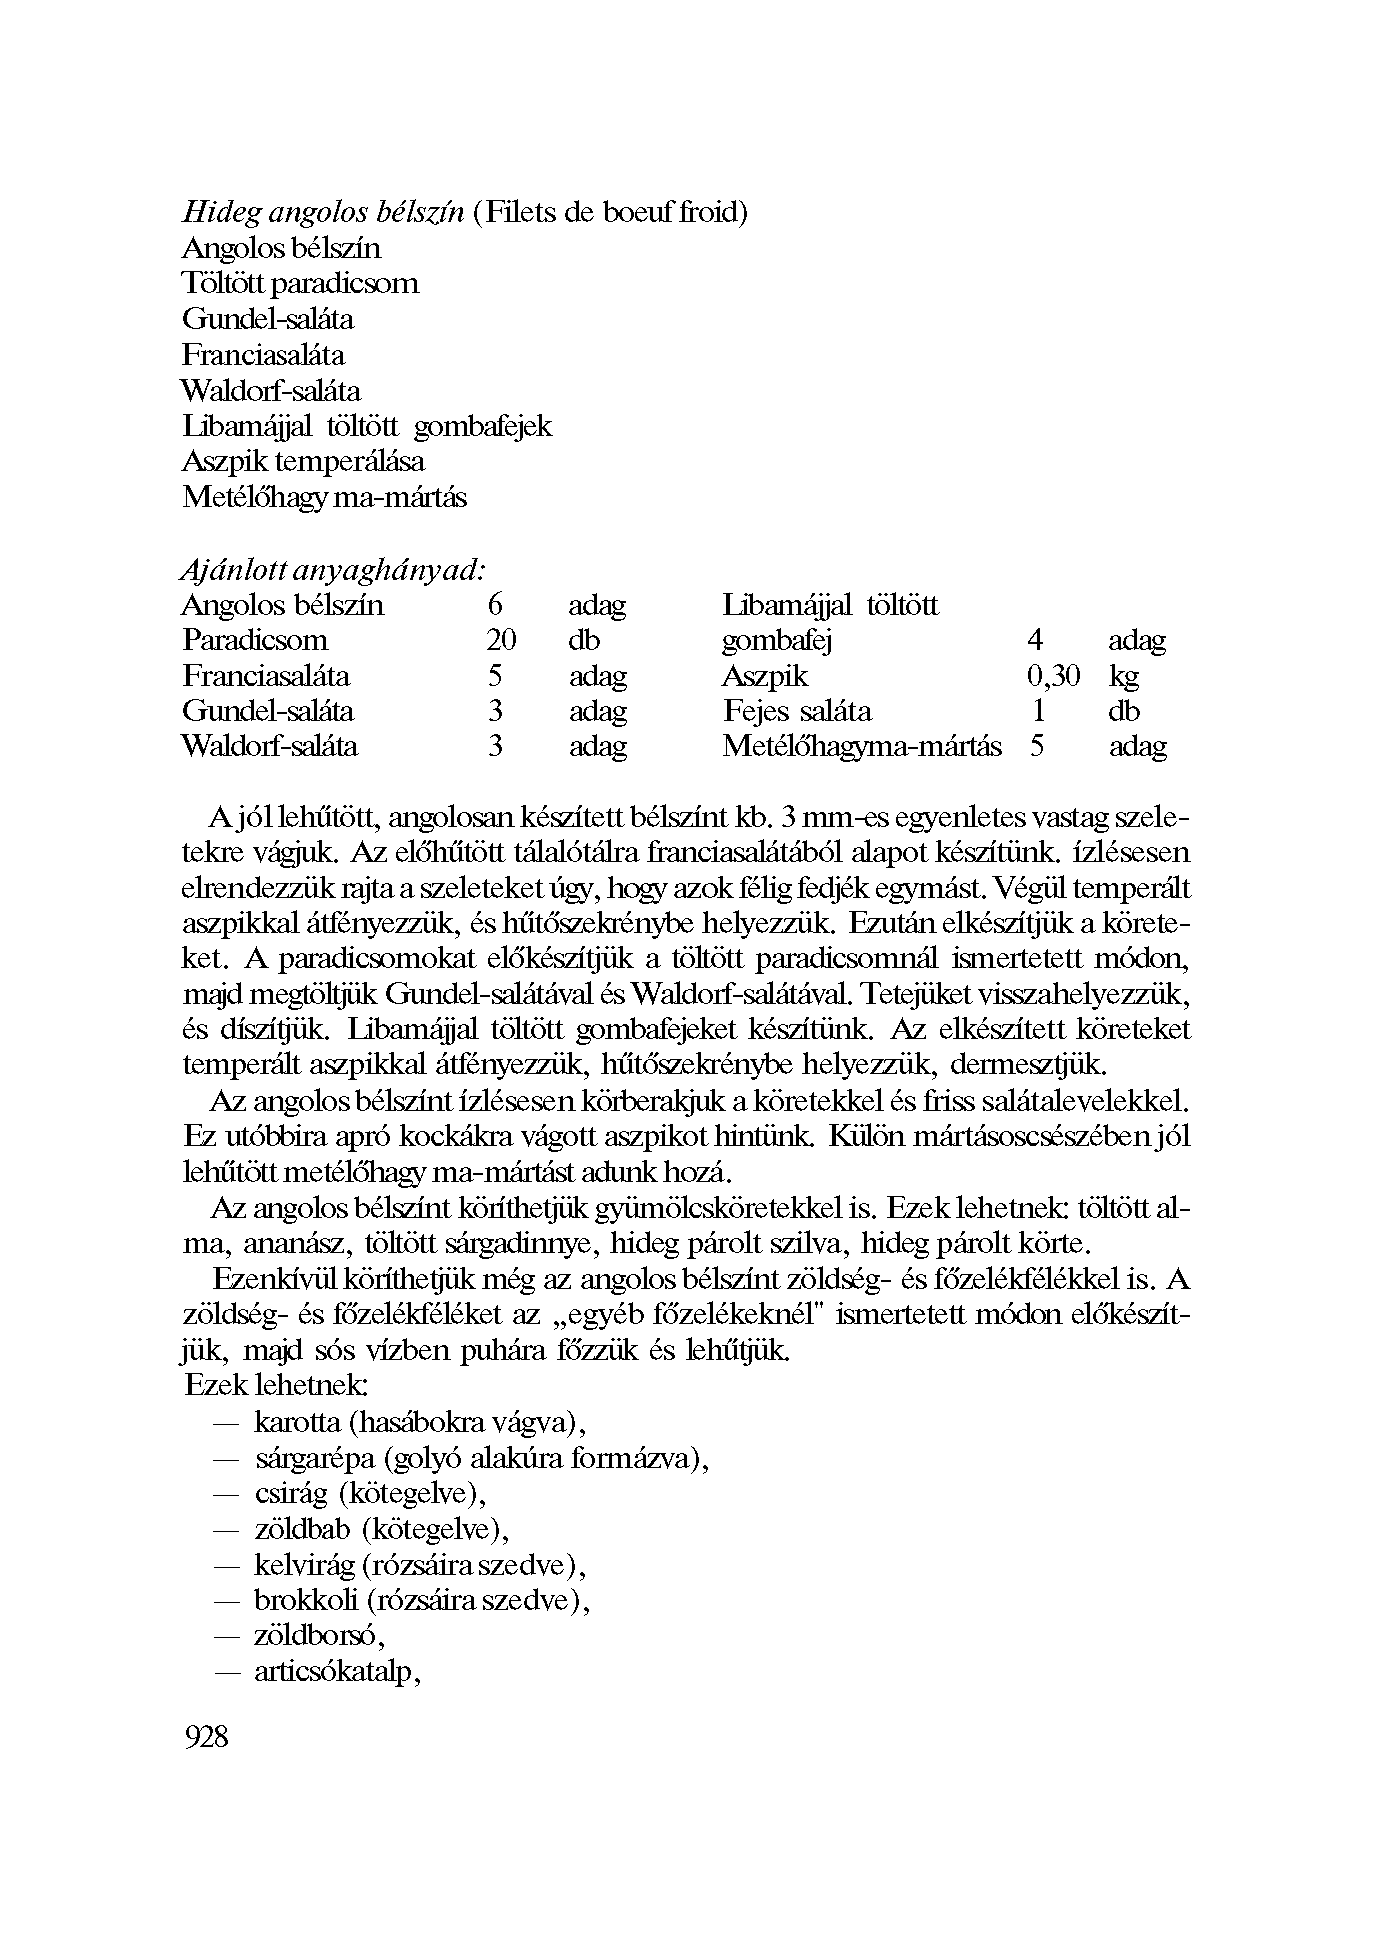 Hideg angolos bélszín (Filets de boeuf froid)
Angolos bélszín
Töltött paradicsom
Gundel-saláta
Franciasaláta
Waldorf-saláta
Libamájjal töltött gombafejek
Aszpik temperálása
Metélőhagy ma-mártás
Ajánlott anyaghányad:
Angolos bélszín 6 adag Libamájjal töltött
Paradicsom 20 db gombafej 4 adag
Franciasaláta 5 adag Aszpik 0,30 kg
Gundel-saláta 3 adag Fejes saláta 1 db
Waldorf-saláta 3 adag Metélőhagyma-mártás 5 adag
A jól lehűtött, angolosan készített bélszínt kb. 3 mm-es egyenletes vastag szele-
tekre vágjuk. Az előhűtött tálalótálra franciasalátából alapot készítünk. ízlésesen
elrendezzük rajta a szeleteket úgy, hogy azok félig fedjék egymást. Végül temperált
aszpikkal átfényezzük, és hűtőszekrénybe helyezzük. Ezután elkészítjük a körete-
ket. A paradicsomokat előkészítjük a töltött paradicsomnál ismertetett módon,
majd megtöltjük Gundel-salátával és Waldorf-salátával. Tetejüket visszahelyezzük,
és díszítjük. Libamájjal töltött gombafejeket készítünk. Az elkészített köreteket
temperált aszpikkal átfényezzük, hűtőszekrénybe helyezzük, dermesztjük.
Az angolos bélszínt ízlésesen körberakjuk a köretekkel és friss salátalevelekkel.
Ez utóbbira apró kockákra vágott aszpikot hintünk. Külön mártásoscsészében jól
lehűtött metélőhagy ma-mártást adunk hozá.
Az angolos bélszínt köríthetjük gyümölcsköretekkel is. Ezek lehetnek: töltött al-
ma, ananász, töltött sárgadinnye, hideg párolt szilva, hideg párolt körte.
Ezenkívül köríthetjük még az angolos bélszínt zöldség- és főzelékfélékkel is. A
zöldség- és főzelékféléket az „egyéb főzelékeknél" ismertetett módon előkészít-
jük, majd sós vízben puhára főzzük és lehűtjük.
Ezek lehetnek:
— karotta (hasábokra vágva),
— sárgarépa (golyó alakúra formázva),
— csirág (kötegelve),
— zöldbab (kötegelve),
— kelvirág (rózsáira szedve),
— brokkoli (rózsáira szedve),
— zöldborsó,
— articsókatalp,
928